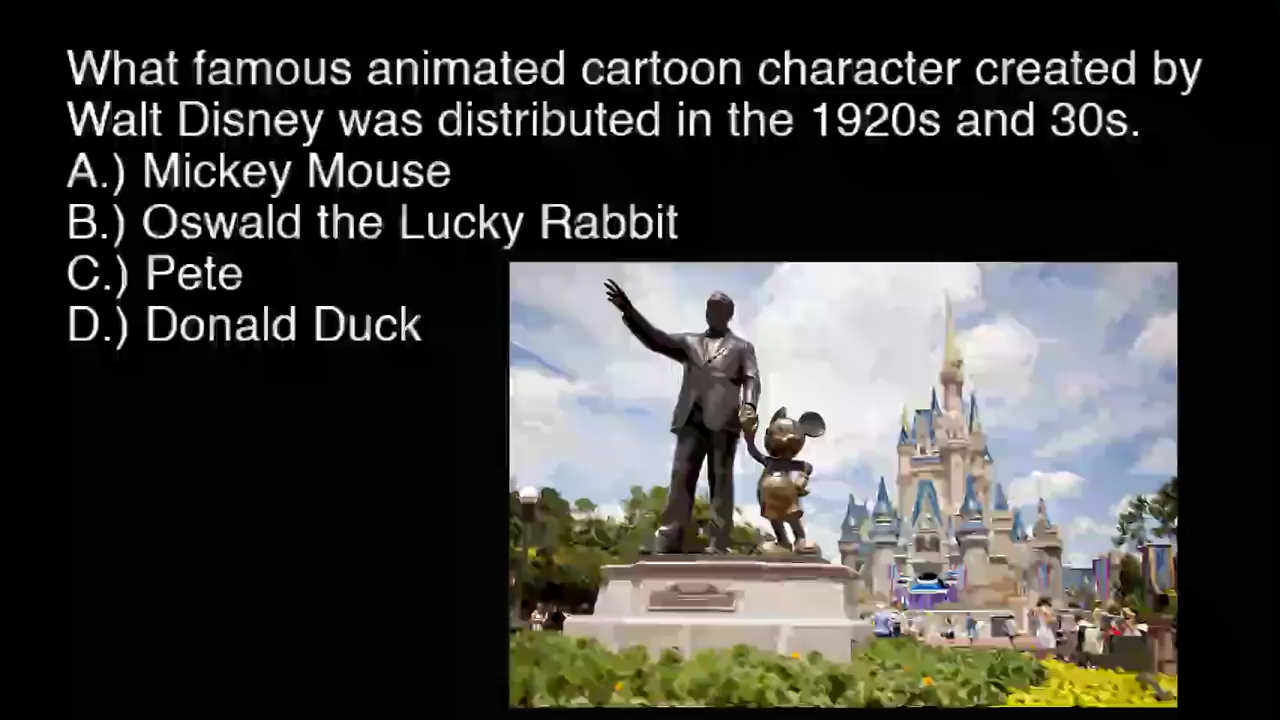 What famous animated cartoon character created by
Walt Disney was distributed in the 1920s and 30s.
A.) Mickey Mouse
B.) Oswald the Lucky Rabbit
C.) Pete
D.) Donald Duck